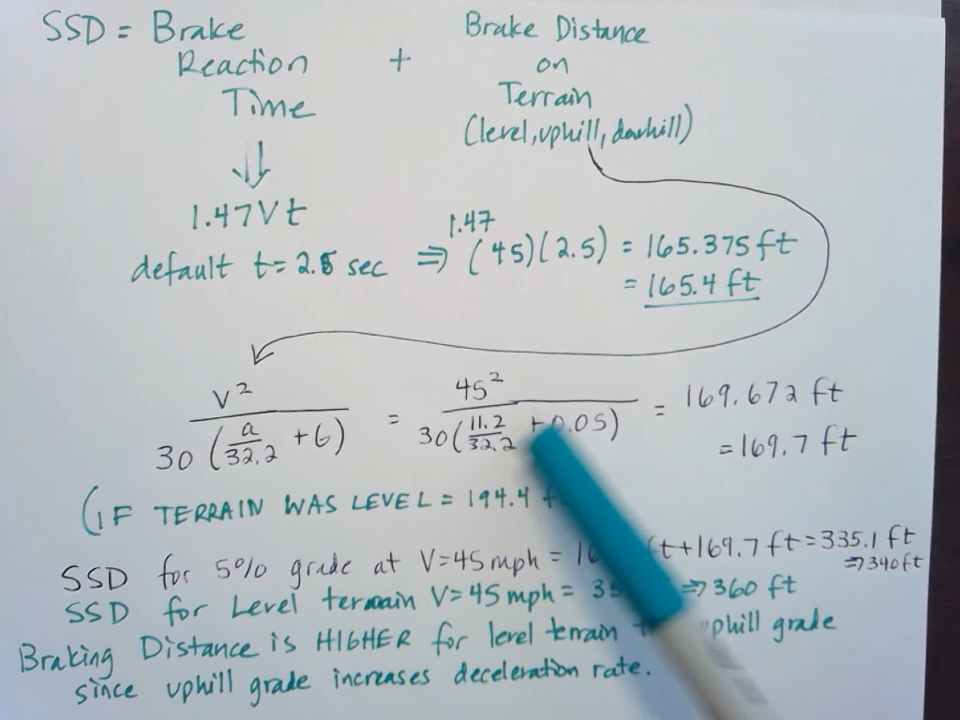 SSD = Brake Reaction Time + Brake Distance on Terrain
(level, uphill, downhill)
⇓
1.47Vt
default t = 2.5 sec ⇒ 1.47 (45)(2.5) = 165.375 ft
= 165.4 ft
V² / 30 (a/32.2 + G) = 45² / 30 (11.2/32.2 + 0.05) = 169.672 ft
= 169.7 ft
(IF TERRAIN WAS LEVEL = 194.4
SSD for 5% grade at V=45 mph = ft + 169.7 ft = 335.1 ft
⇒ 340 ft
SSD for Level terrain V=45 mph = ⇒ 360 ft
Braking Distance is HIGHER for level terrain uphill grade
since uphill grade increases deceleration rate.